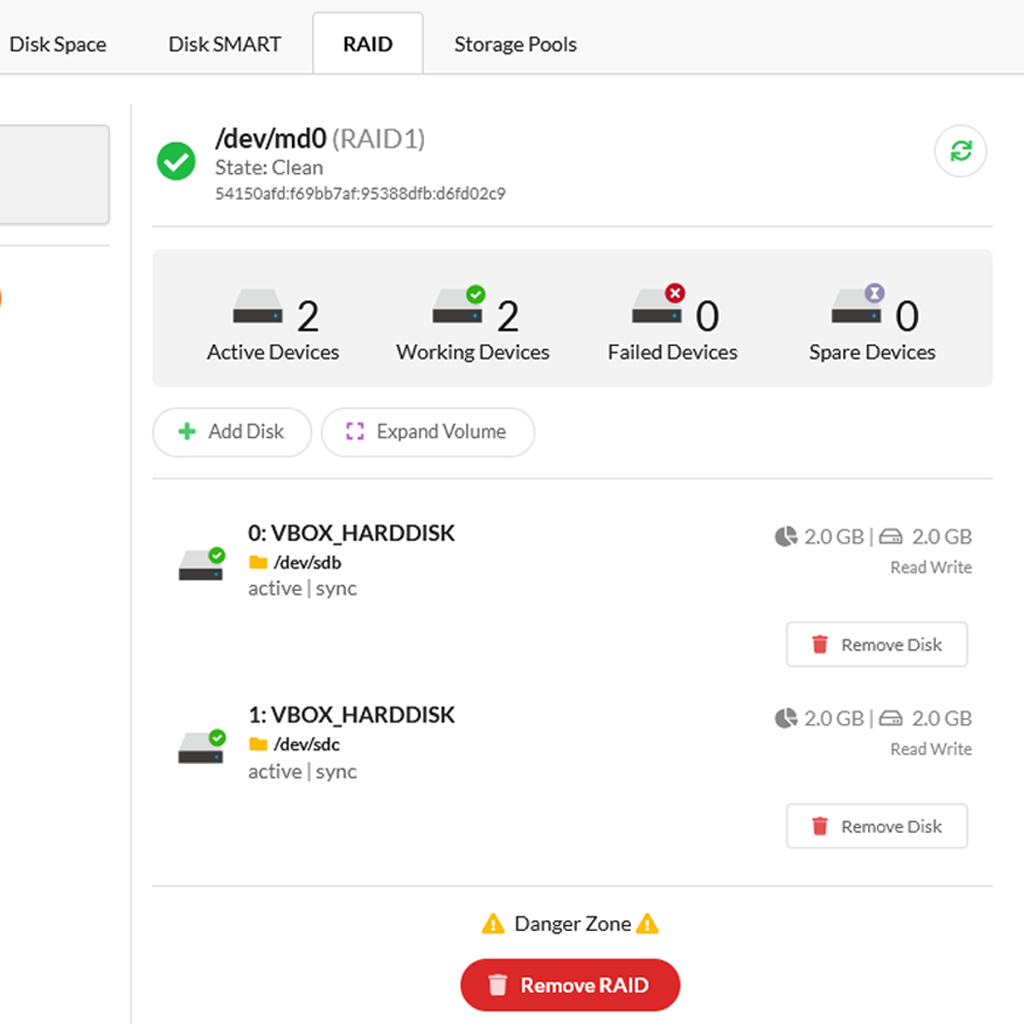 Disk Space Disk SMART RAID Storage Pools
/dev/md0 (RAID1)
State: Clean
54150afd:f69bb7af:95388dfb:d6fd02c9
2 2 0 0
Active Devices Working Devices Failed Devices Spare Devices
Add Disk Expand Volume
0: VBOX_HARDDISK 2.0 GB | 2.0 GB
/dev/sdb Read Write
active | sync
Remove Disk
1: VBOX_HARDDISK 2.0 GB | 2.0 GB
/dev/sdc Read Write
active | sync
Remove Disk
Danger Zone
Remove RAID